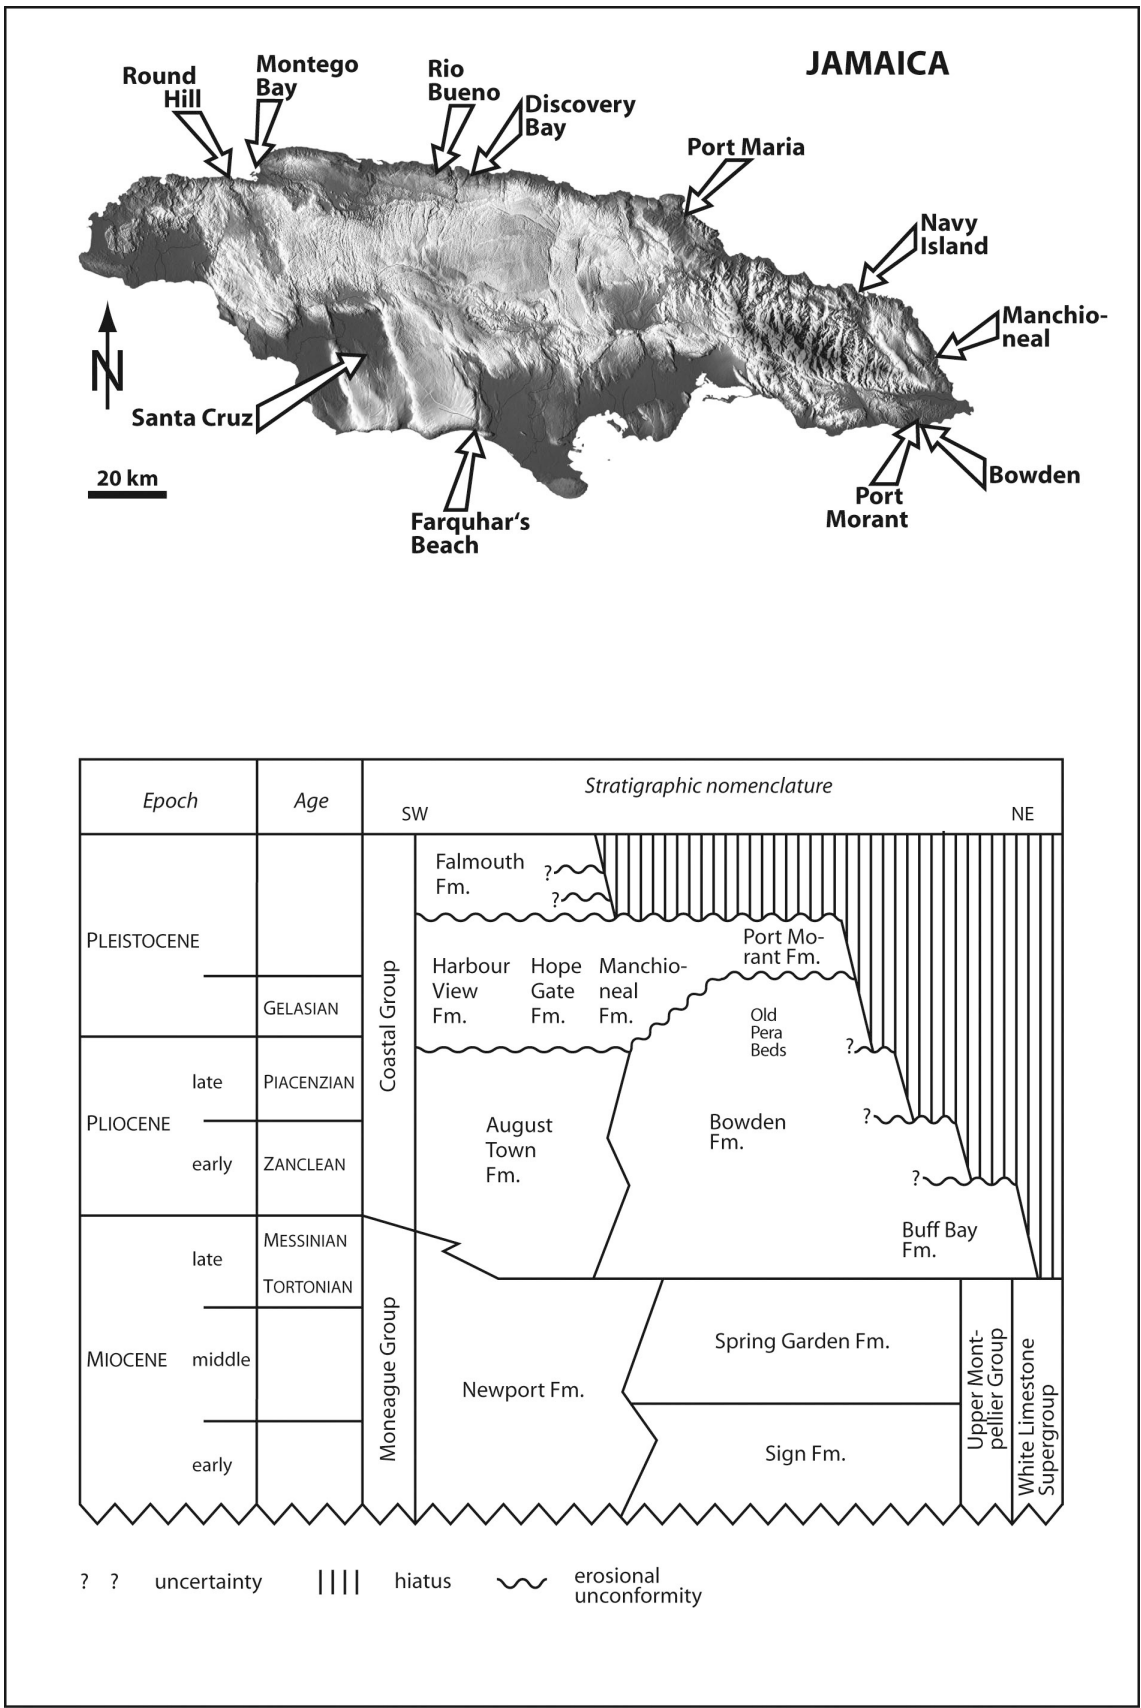 JAMAICA
Round
Hill
Montego
Bay
Rio
Bueno
Discovery
Bay
Port Maria
Navy
Island
Manchio-
neal
N
Santa Cruz
20 km
Farquhar‘s
Beach
Port
Morant
Bowden
Epoch
Age
Stratigraphic nomenclature
SW
NE
PLEISTOCENE
GELASIAN
PLIOCENE
late
PIACENZIAN
early
ZANCLEAN
MIOCENE
late
MESSINIAN
TORTONIAN
middle
early
Coastal Group
Moneague Group
Falmouth
Fm.
?
?
Harbour
View
Fm.
Hope
Gate
Fm.
Manchio-
neal
Fm.
Port Mo-
rant Fm.
Old
Pera
Beds
?
August
Town
Fm.
Bowden
Fm.
?
?
Buff Bay
Fm.
Newport Fm.
Spring Garden Fm.
Sign Fm.
Upper Mont-
pellier Group
White Limestone
Supergroup
? ? uncertainty
hiatus
erosional
unconformity